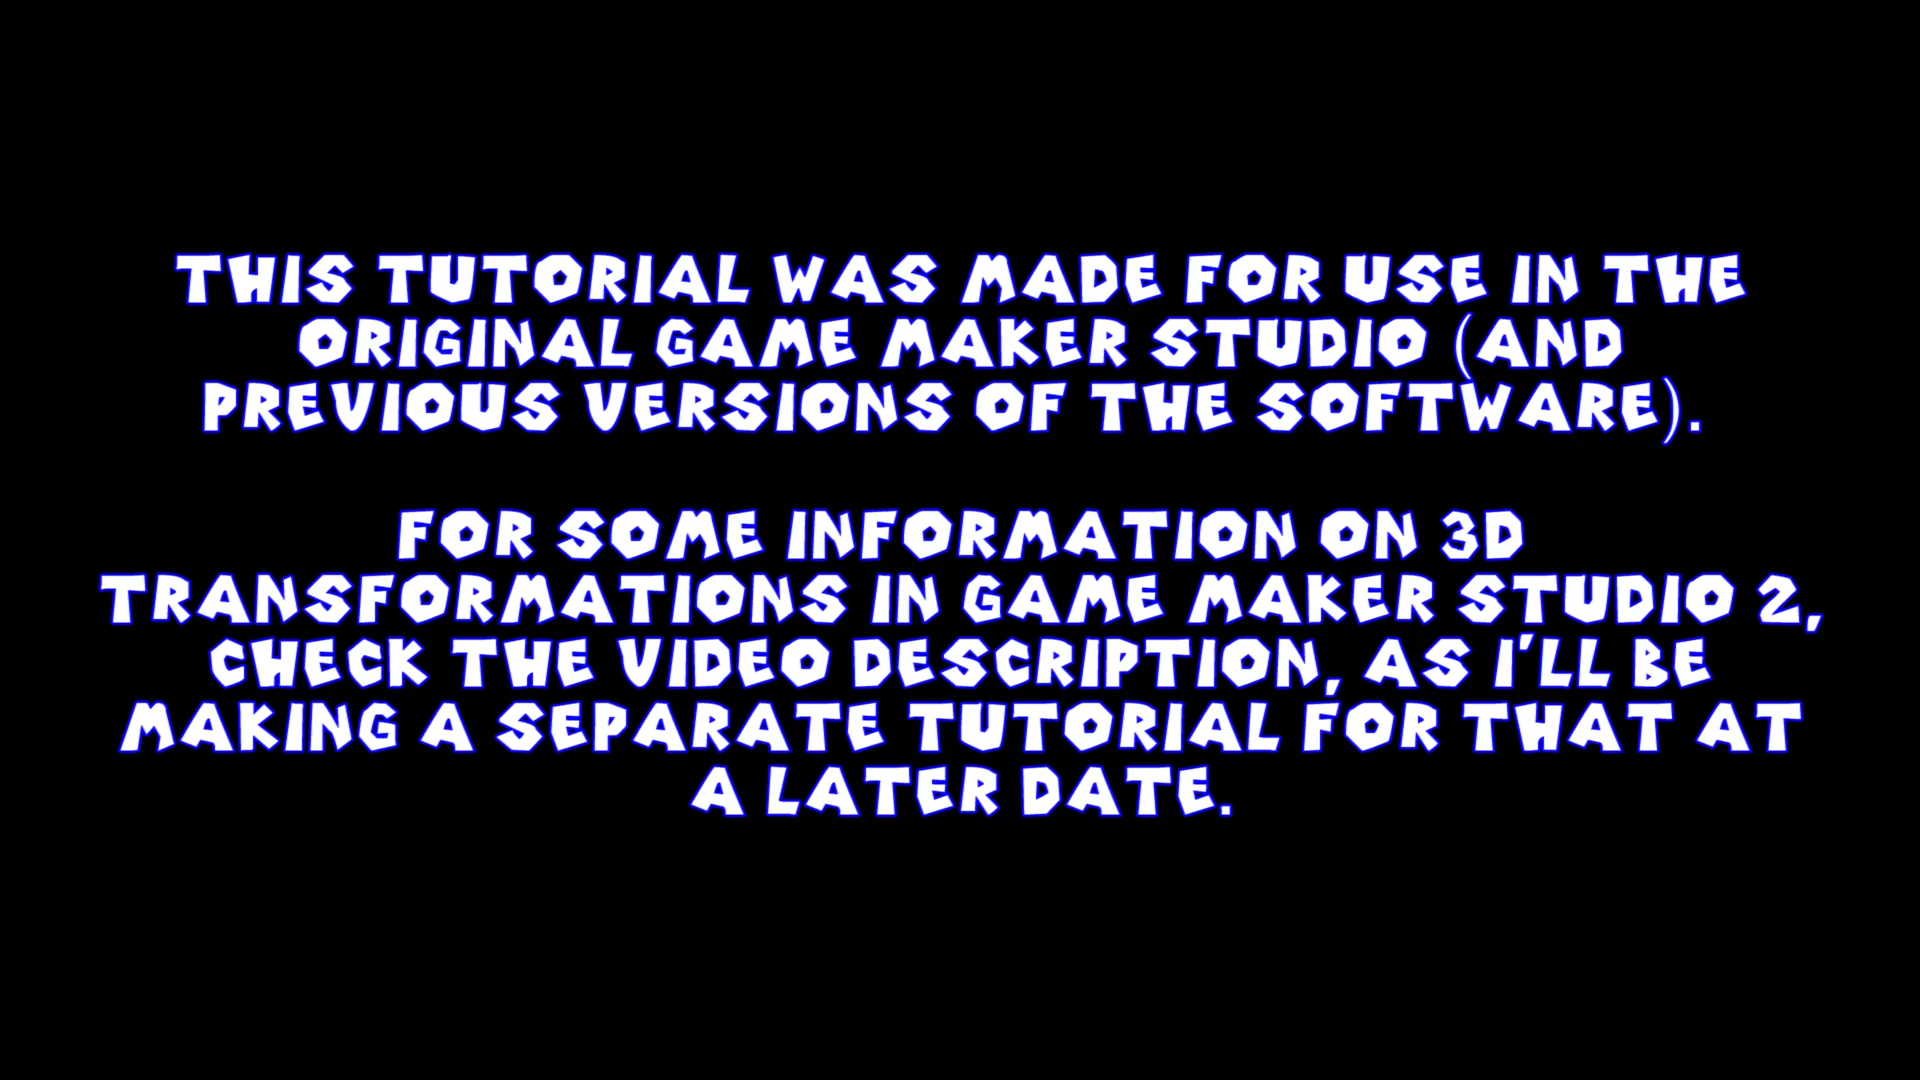 THIS TUTORIAL WAS MADE FOR USE IN THE
ORIGINAL GAME MAKER STUDIO (AND
PREVIOUS VERSIONS OF THE SOFTWARE).
FOR SOME INFORMATION ON 3D
TRANSFORMATIONS IN GAME MAKER STUDIO 2,
CHECK THE VIDEO DESCRIPTION, AS I'LL BE
MAKING A SEPARATE TUTORIAL FOR THAT AT
A LATER DATE.